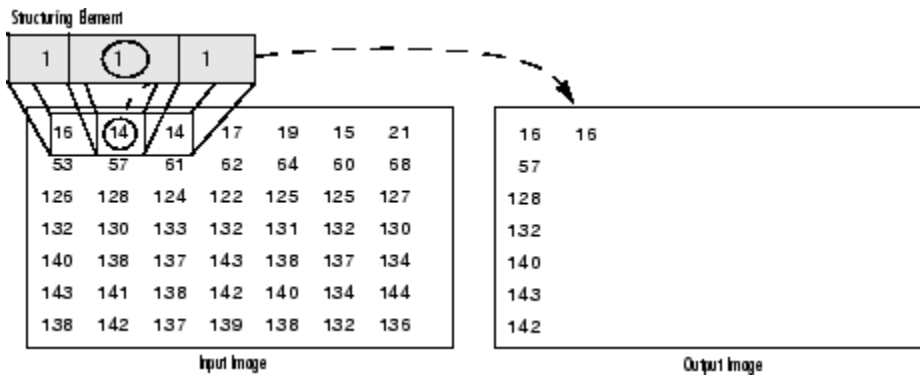 Structuring Element
1 1 1
16 14 14 17 19 15 21
53 57 61 62 64 60 68
126 128 124 122 125 125 127
132 130 133 132 131 132 130
140 138 137 143 138 137 134
143 141 138 142 140 134 144
138 142 137 139 138 132 136
Input Image
16 16
57
128
132
140
143
142
Output Image